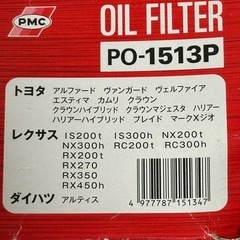 PMC
OIL FILTER
PO-1513P
トヨタ アルファード ヴァンガード ヴェルファイア
エスティマ カムリ クラウン
クラウンハイブリッド クラウンマジェスタ ハリアー
ハリアーハイブリッド ブレイド マークXジオ
レクサス IS200t IS300h NX200t
NX300h RC200t RC300h
RX200t
RX270
RX350
RX450h
ダイハツ アルティス
4 977787 151347